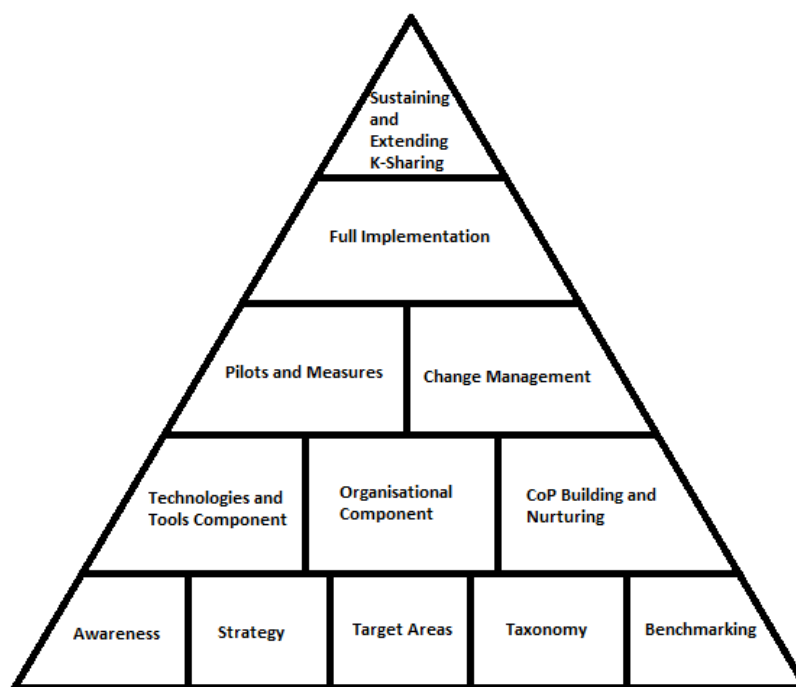 Sustaining
and
Extending
K-Sharing
Full Implementation
Pilots and Measures
Change Management
Technologies and
Tools Component
Organisational
Component
CoP Building and
Nurturing
Awareness
Strategy
Target Areas
Taxonomy
Benchmarking